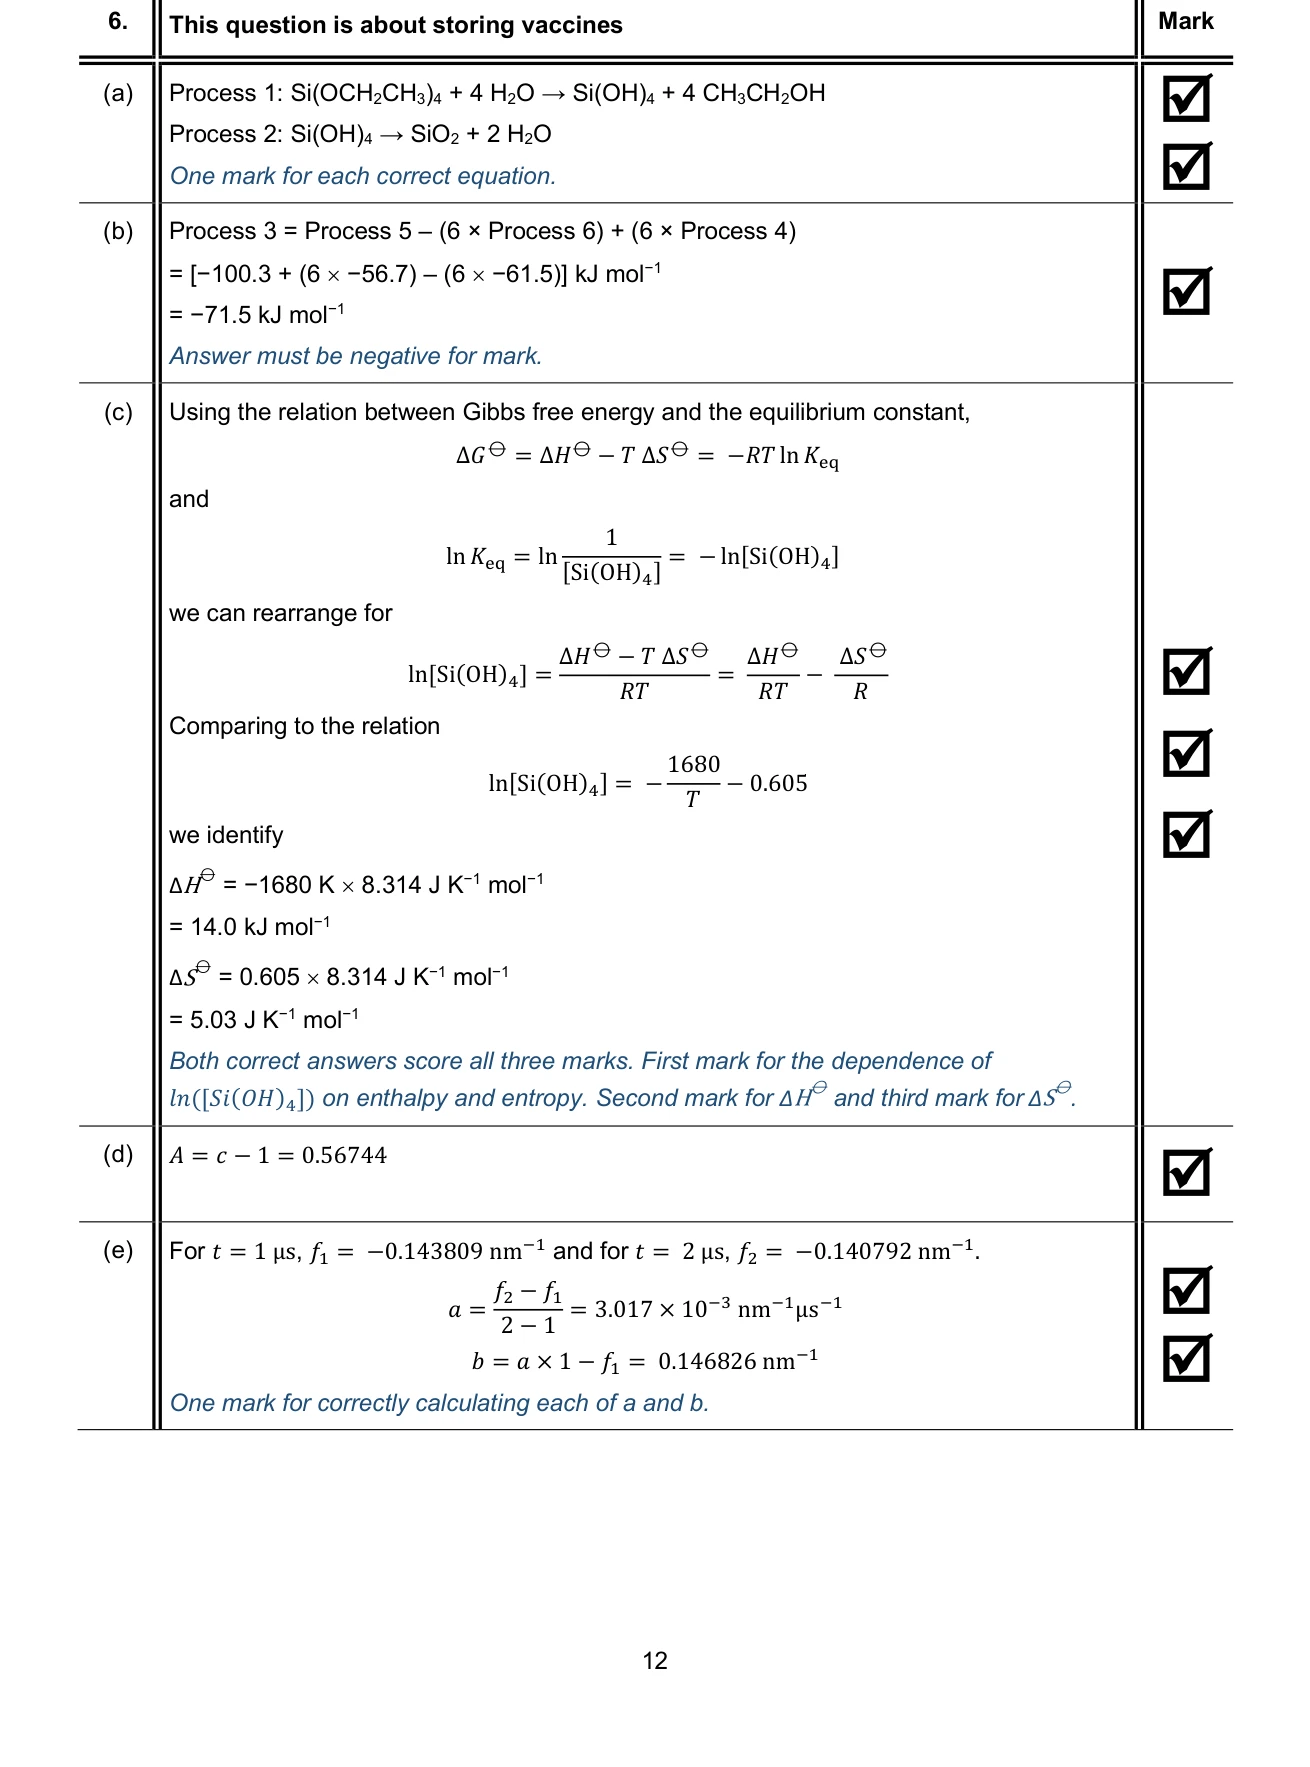 6. This question is about storing vaccines Mark
(a) Process 1: Si(OCH₂CH₃)₄ + 4 H₂O → Si(OH)₄ + 4 CH₃CH₂OH
Process 2: Si(OH)₄ → SiO₂ + 2 H₂O
One mark for each correct equation.
(b) Process 3 = Process 5 – (6 × Process 6) + (6 × Process 4)
= [−100.3 + (6 × −56.7) – (6 × −61.5)] kJ mol⁻¹
= −71.5 kJ mol⁻¹
Answer must be negative for mark.
(c) Using the relation between Gibbs free energy and the equilibrium constant,
ΔG⊖ = ΔH⊖ − T ΔS⊖ = −RT ln K_eq
and
ln K_eq = ln 1/[Si(OH)₄] = − ln[Si(OH)₄]
we can rearrange for
ln[Si(OH)₄] = (ΔH⊖ − T ΔS⊖)/RT = ΔH⊖/RT − ΔS⊖/R
Comparing to the relation
ln[Si(OH)₄] = − 1680/T − 0.605
we identify
ΔH⊖ = −1680 K × 8.314 J K⁻¹ mol⁻¹
= 14.0 kJ mol⁻¹
ΔS⊖ = 0.605 × 8.314 J K⁻¹ mol⁻¹
= 5.03 J K⁻¹ mol⁻¹
Both correct answers score all three marks. First mark for the dependence of
ln([Si(OH)₄]) on enthalpy and entropy. Second mark for ΔH⊖ and third mark for ΔS⊖.
(d) A = c − 1 = 0.56744
(e) For t = 1 μs, f₁ = −0.143809 nm⁻¹ and for t = 2 μs, f₂ = −0.140792 nm⁻¹.
a = (f₂ − f₁)/(2 − 1) = 3.017 × 10⁻³ nm⁻¹μs⁻¹
b = a × 1 − f₁ = 0.146826 nm⁻¹
One mark for correctly calculating each of a and b.
12